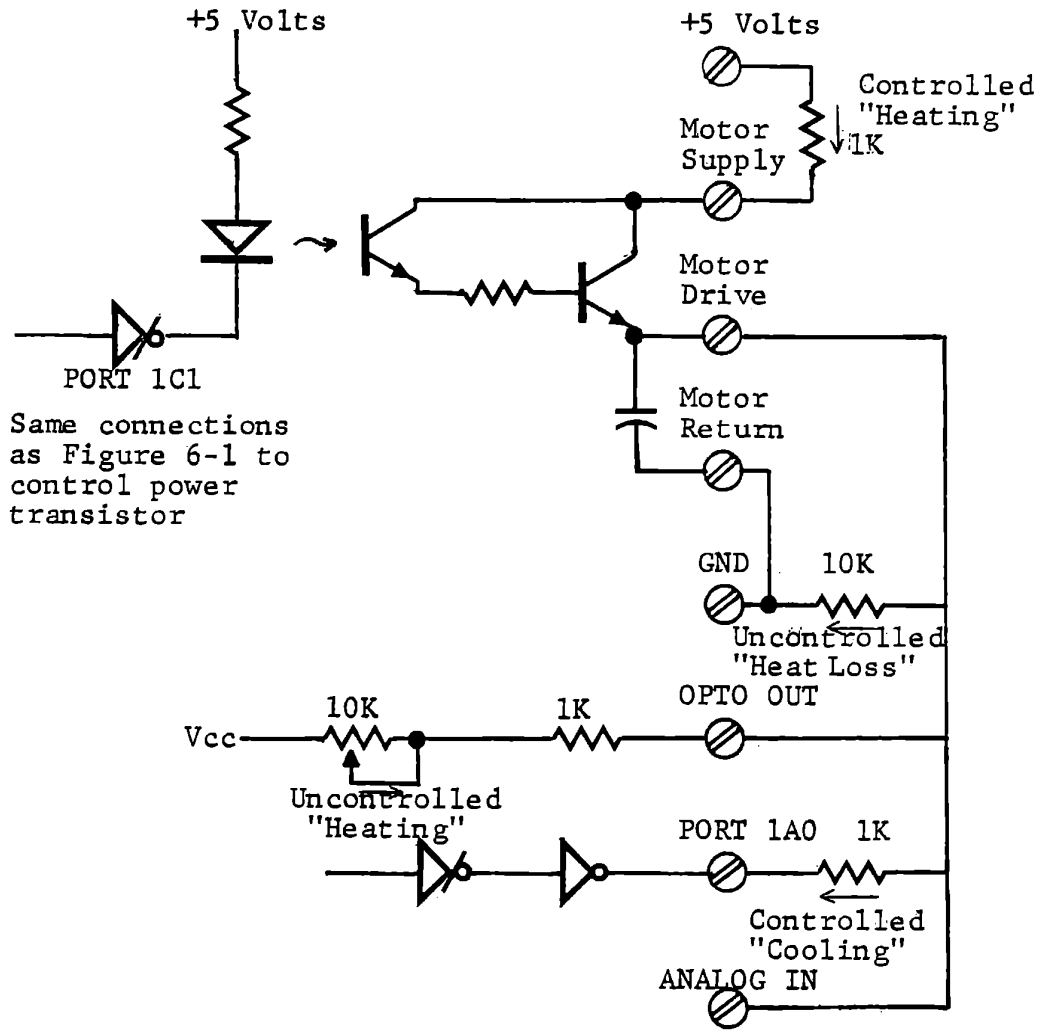 +5 Volts
+5 Volts
Controlled
"Heating"
1K
Motor
Supply
Motor
Drive
PORT 1C1
Same connections
as Figure 6-1 to
control power
transistor
Motor
Return
GND
10K
Uncontrolled
"Heat Loss"
OPTO OUT
10K
1K
Vcc
Uncontrolled
"Heating"
PORT 1A0
1K
Controlled
"Cooling"
ANALOG IN